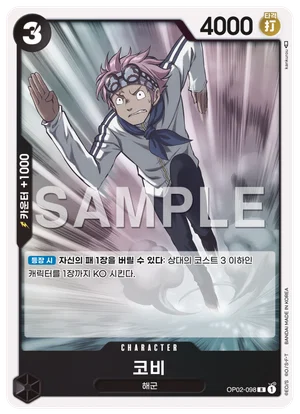 3
4000
타격
打
카운터 +1000
SAMPLE
등장 시 자신의 패 1장을 버릴 수 있다: 상대의 코스트 3 이하인
캐릭터를 1장까지 KO 시킨다.
CHARACTER
코비
해군
OP02-098 R 1
BANDAI MADE IN KOREA